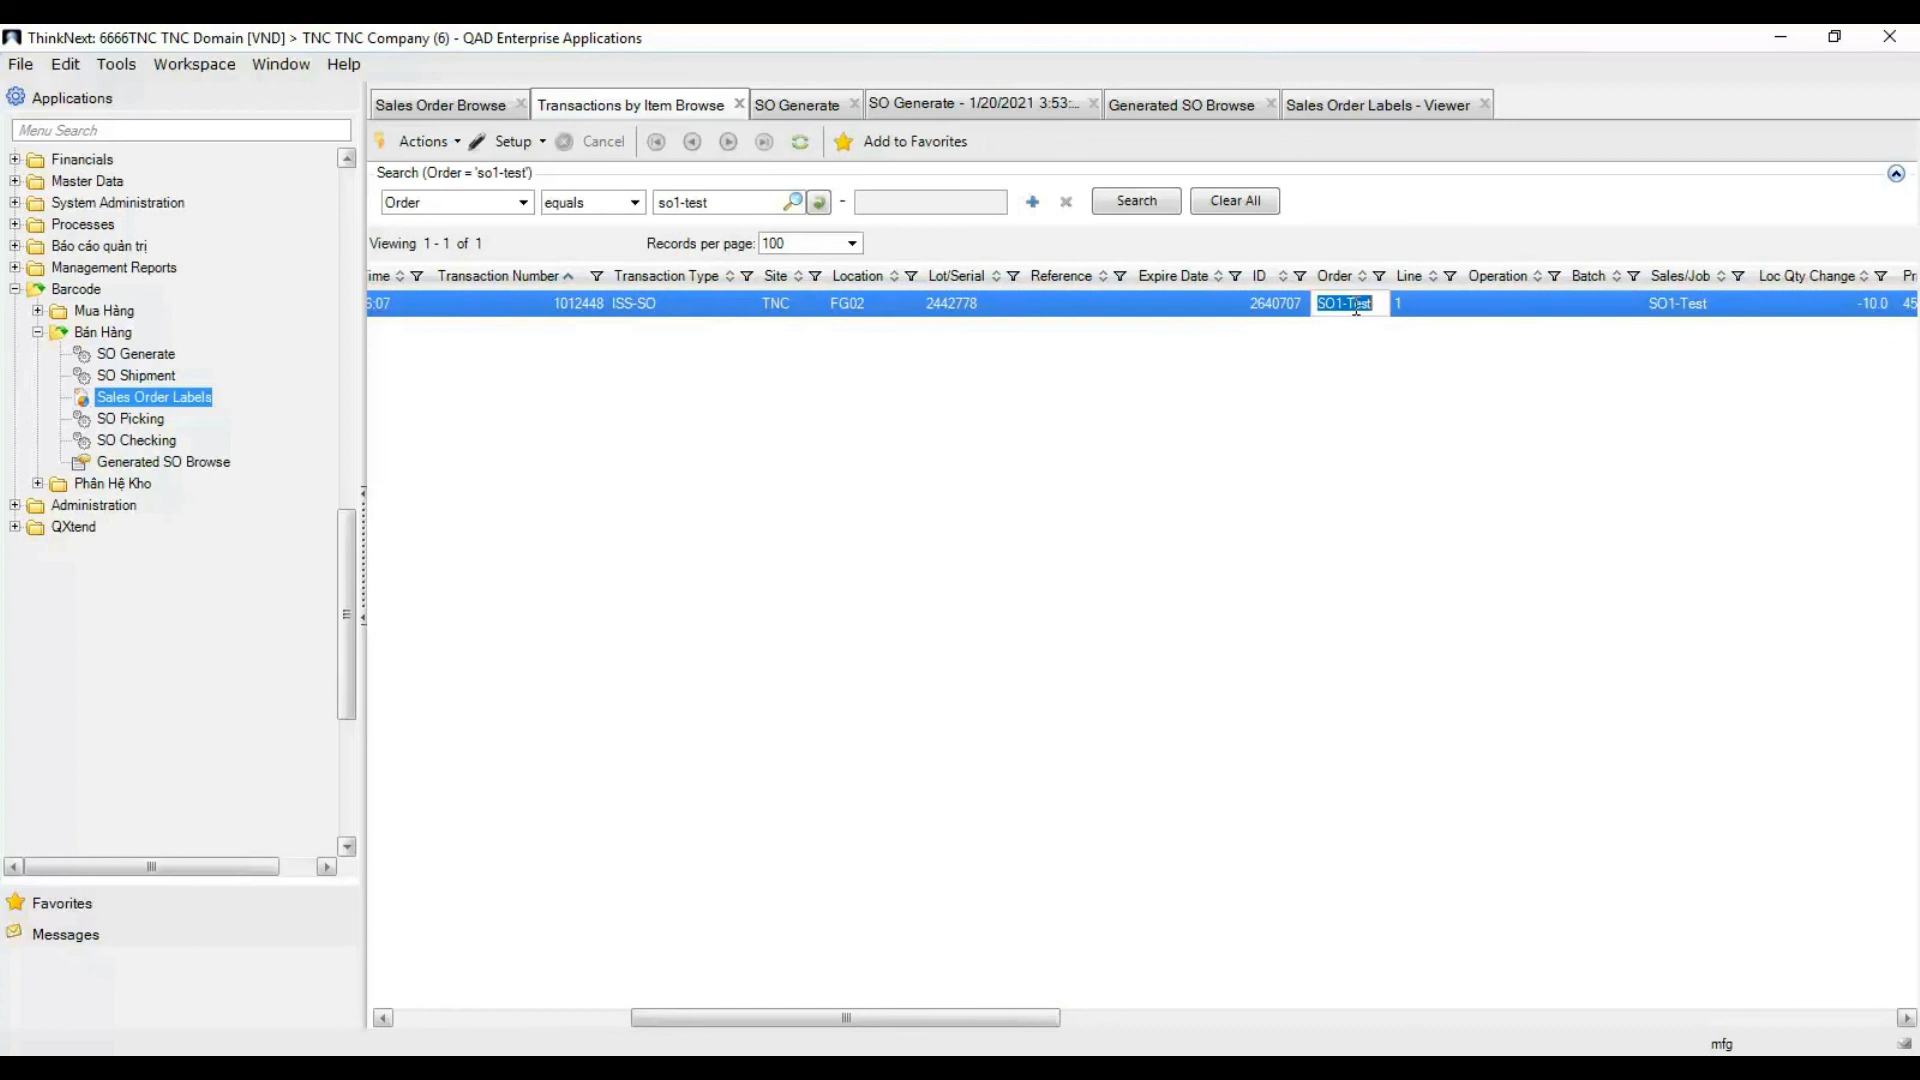 ThinkNext: 6666TNC TNC Domain [VND] > TNC TNC Company (6) - QAD Enterprise Applications
File Edit Tools Workspace Window Help
Applications
Menu Search
Financials
Master Data
System Administration
Processes
Báo cáo quản trị
Management Reports
Barcode
Mua Hàng
Bán Hàng
SO Generate
SO Shipment
Sales Order Labels
SO Picking
SO Checking
Generated SO Browse
Phân Hệ Kho
Administration
QXtend
Favorites
Messages
Sales Order Browse Transactions by Item Browse SO Generate SO Generate - 1/20/2021 3:53:... Generated SO Browse Sales Order Labels - Viewer
Actions Setup Cancel Add to Favorites
Search (Order = 'so1-test')
Order equals so1-test - Search Clear All
Viewing 1 - 1 of 1 Records per page: 100
ime Transaction Number Transaction Type Site Location Lot/Serial Reference Expire Date ID Order Line Operation Batch Sales/Job Loc Qty Change Pri
6:07 1012448 ISS-SO TNC FG02 2442778 2640707 SO1-Test 1 SO1-Test -10.0 45
mfg